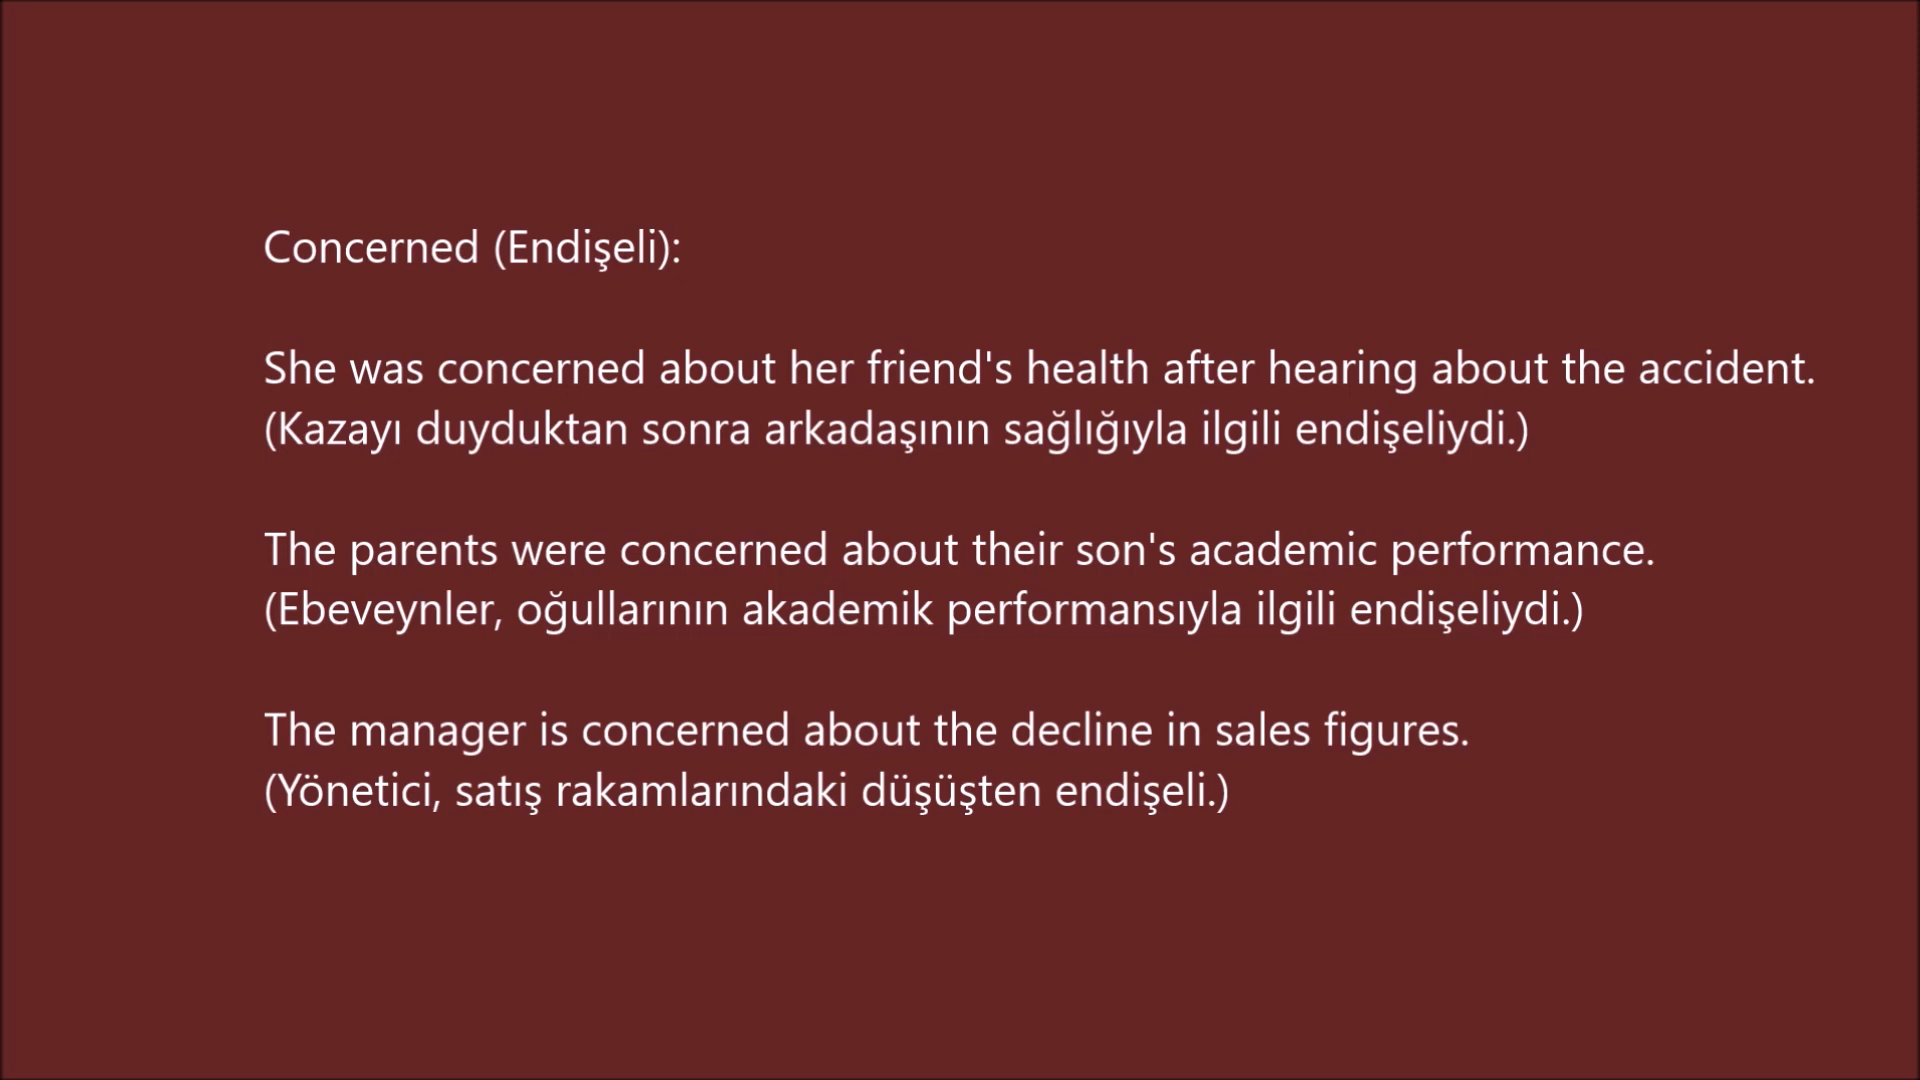 Concerned (Endişeli):
She was concerned about her friend's health after hearing about the accident.
(Kazayı duyduktan sonra arkadaşının sağlığıyla ilgili endişeliydi.)
The parents were concerned about their son's academic performance.
(Ebeveynler, oğullarının akademik performansıyla ilgili endişeliydi.)
The manager is concerned about the decline in sales figures.
(Yönetici, satış rakamlarındaki düşüşten endişeli.)